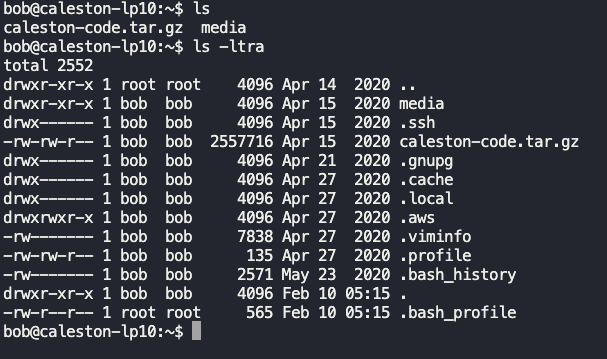 bob@caleston-lp10:~$ ls
caleston-code.tar.gz  media
bob@caleston-lp10:~$ ls -ltra
total 2552
drwxr-xr-x 1 root root    4096 Apr 14  2020 ..
drwxr-xr-x 1 bob  bob     4096 Apr 15  2020 media
drwx------ 1 bob  bob     4096 Apr 15  2020 .ssh
-rw-rw-r-- 1 bob  bob  2557716 Apr 15  2020 caleston-code.tar.gz
drwx------ 1 bob  bob     4096 Apr 21  2020 .gnupg
drwx------ 1 bob  bob     4096 Apr 27  2020 .cache
drwx------ 1 bob  bob     4096 Apr 27  2020 .local
drwxrwxr-x 1 bob  bob     4096 Apr 27  2020 .aws
-rw------- 1 bob  bob     7838 Apr 27  2020 .viminfo
-rw-rw-r-- 1 bob  bob      135 Apr 27  2020 .profile
-rw------- 1 bob  bob     2571 May 23  2020 .bash_history
drwxr-xr-x 1 bob  bob     4096 Feb 10 05:15 .
-rw-r--r-- 1 root root     565 Feb 10 05:15 .bash_profile
bob@caleston-lp10:~$